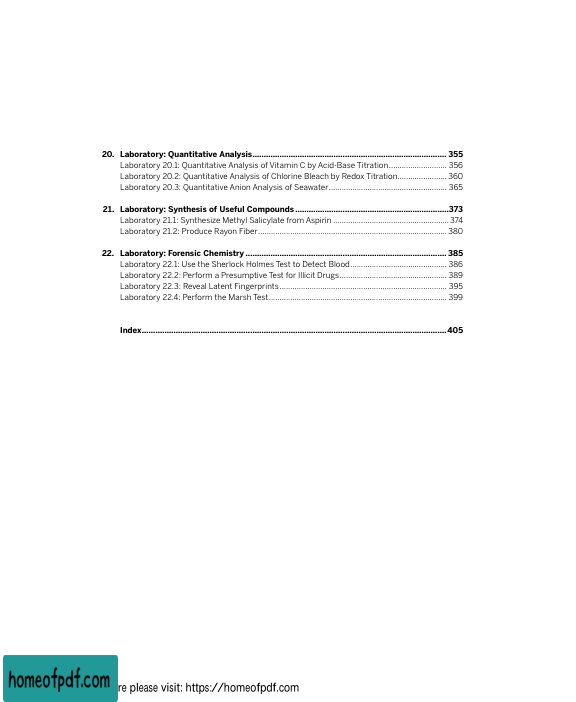 20. Laboratory: Quantitative Analysis 355
Laboratory 20.1: Quantitative Analysis of Vitamin C by Acid-Base Titration 356
Laboratory 20.2: Quantitative Analysis of Chlorine Bleach by Redox Titration 360
Laboratory 20.3: Quantitative Anion Analysis of Seawater 365
21. Laboratory: Synthesis of Useful Compounds 373
Laboratory 21.1: Synthesize Methyl Salicylate from Aspirin 374
Laboratory 21.2: Produce Rayon Fiber 380
22. Laboratory: Forensic Chemistry 385
Laboratory 22.1: Use the Sherlock Holmes Test to Detect Blood 386
Laboratory 22.2: Perform a Presumptive Test for Illicit Drugs 389
Laboratory 22.3: Reveal Latent Fingerprints 395
Laboratory 22.4: Perform the Marsh Test 399
Index 405
homeofpdf.com
re please visit: https://homeofpdf.com